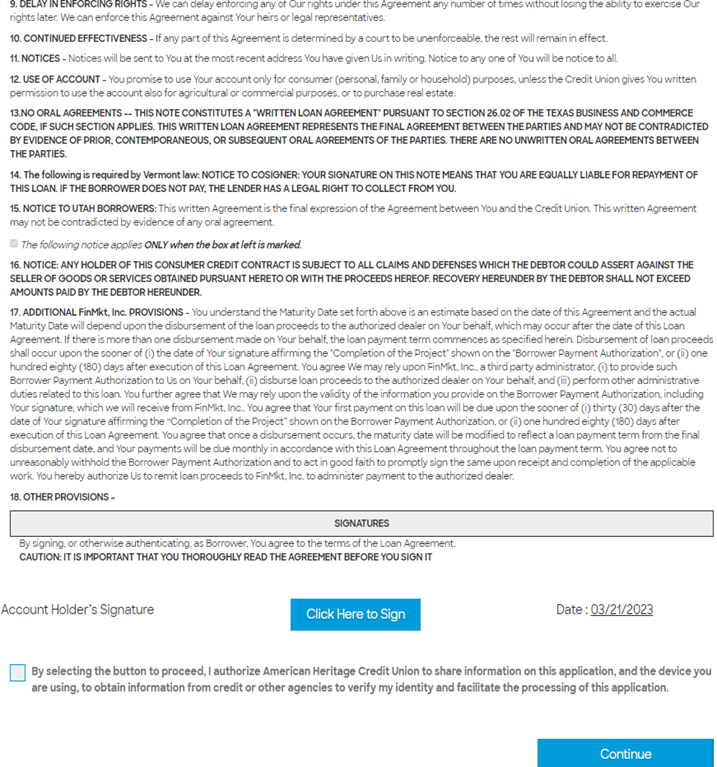 9. DELAY IN ENFORCING RIGHTS - We can delay enforcing any of Our rights under this Agreement any number of times without losing the ability to exercise Our
rights later. We can enforce this Agreement against Your heirs or legal representatives.
10. CONTINUED EFFECTIVENESS - If any part of this Agreement is determined by a court to be unenforceable, the rest will remain in effect.
11. NOTICES - Notices will be sent to You at the most recent address You have given Us in writing. Notice to any one of You will be notice to all.
12. USE OF ACCOUNT - You promise to use Your account only for consumer (personal, family or household) purposes, unless the Credit Union gives You written
permission to use the account also for agricultural or commercial purposes, or to purchase real estate.
13.NO ORAL AGREEMENTS -- THIS NOTE CONSTITUTES A "WRITTEN LOAN AGREEMENT" PURSUANT TO SECTION 26.02 OF THE TEXAS BUSINESS AND COMMERCE
CODE, IF SUCH SECTION APPLIES. THIS WRITTEN LOAN AGREEMENT REPRESENTS THE FINAL AGREEMENT BETWEEN THE PARTIES AND MAY NOT BE CONTRADICTED
BY EVIDENCE OF PRIOR, CONTEMPORANEOUS, OR SUBSEQUENT ORAL AGREEMENTS OF THE PARTIES. THERE ARE NO UNWRITTEN ORAL AGREEMENTS BETWEEN
THE PARTIES.
14. The following is required by Vermont law: NOTICE TO COSIGNER: YOUR SIGNATURE ON THIS NOTE MEANS THAT YOU ARE EQUALLY LIABLE FOR REPAYMENT OF
THIS LOAN. IF THE BORROWER DOES NOT PAY, THE LENDER HAS A LEGAL RIGHT TO COLLECT FROM YOU.
15. NOTICE TO UTAH BORROWERS: This written Agreement is the final expression of the Agreement between You and the Credit Union. This written Agreement
may not be contradicted by evidence of any oral agreement.
The following notice applies ONLY when the box at left is marked.
16. NOTICE: ANY HOLDER OF THIS CONSUMER CREDIT CONTRACT IS SUBJECT TO ALL CLAIMS AND DEFENSES WHICH THE DEBTOR COULD ASSERT AGAINST THE
SELLER OF GOODS OR SERVICES OBTAINED PURSUANT HERETO OR WITH THE PROCEEDS HEREOF. RECOVERY HEREUNDER BY THE DEBTOR SHALL NOT EXCEED
AMOUNTS PAID BY THE DEBTOR HEREUNDER.
17. ADDITIONAL FinMkt, Inc. PROVISIONS - You understand the Maturity Date set forth above is an estimate based on the date of this Agreement and the actual
Maturity Date will depend upon the disbursement of the loan proceeds to the authorized dealer on Your behalf, which may occur after the date of this Loan
Agreement. If there is more than one disbursement made on Your behalf, the loan payment term commences as specified herein. Disbursement of loan proceeds
shall occur upon the sooner of (i) the date of Your signature affirming the "Completion of the Project" shown on the "Borrower Payment Authorization", or (ii) one
hundred eighty (180) days after execution of this Loan Agreement. You agree We may rely upon FinMkt, Inc., a third party administrator, (i) to provide such
Borrower Payment Authorization to Us on Your behalf, (ii) disburse loan proceeds to the authorized dealer on Your behalf, and (iii) perform other administrative
duties related to this loan. You further agree that We may rely upon the validity of the information you provide on the Borrower Payment Authorization, including
Your signature, which we will receive from FinMkt, Inc.. You agree that Your first payment on this loan will be due upon the sooner of (i) thirty (30) days after the
date of Your signature affirming the "Completion of the Project" shown on the Borrower Payment Authorization, or (ii) one hundred eighty (180) days after
execution of this Loan Agreement. You agree that once a disbursement occurs, the maturity date will be modified to reflect a loan payment term from the final
disbursement date, and Your payments will be due monthly in accordance with this Loan Agreement throughout the loan payment term. You agree not to
unreasonably withhold the Borrower Payment Authorization and to act in good faith to promptly sign the same upon receipt and completion of the applicable
work. You hereby authorize Us to remit loan proceeds to FinMkt, Inc. to administer payment to the authorized dealer.
18. OTHER PROVISIONS -
SIGNATURES
By signing, or otherwise authenticating, as Borrower, You agree to the terms of the Loan Agreement.
CAUTION: IT IS IMPORTANT THAT YOU THOROUGHLY READ THE AGREEMENT BEFORE YOU SIGN IT
Account Holder's Signature Click Here to Sign Date : 03/21/2023
By selecting the button to proceed, I authorize American Heritage Credit Union to share information on this application, and the device you
are using, to obtain information from credit or other agencies to verify my identity and facilitate the processing of this application.
Continue